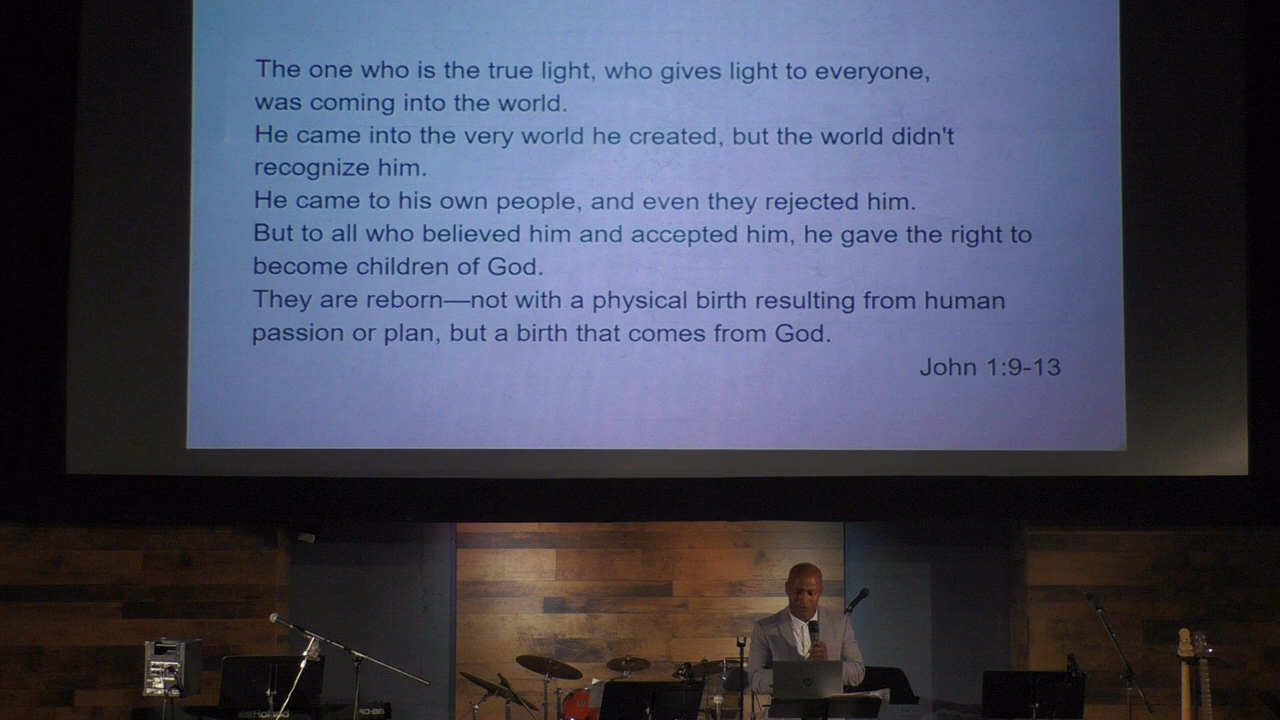 The one who is the true light, who gives light to everyone,
was coming into the world.
He came into the very world he created, but the world didn't
recognize him.
He came to his own people, and even they rejected him.
But to all who believed him and accepted him, he gave the right to
become children of God.
They are reborn—not with a physical birth resulting from human
passion or plan, but a birth that comes from God.
John 1:9-13